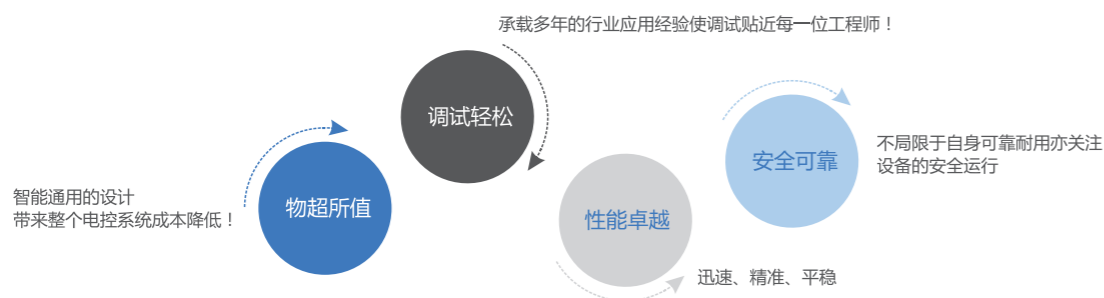 承载多年的行业应用经验使调试贴近每一位工程师！
调试轻松
安全可靠
不局限于自身可靠耐用亦关注
设备的安全运行
智能通用的设计
带来整个电控系统成本降低！
物超所值
性能卓越
迅速、精准、平稳